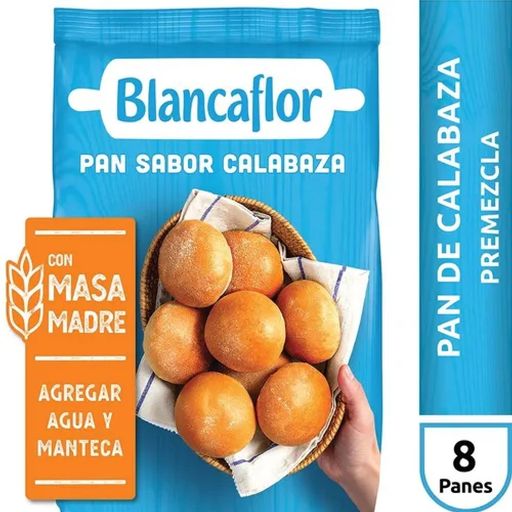 Blancaflor
PAN SABOR CALABAZA
CON
MASA
MADRE
AGREGAR
AGUA Y
MANTECA
PAN DE CALABAZA
PREMEZCLA
8
Panes